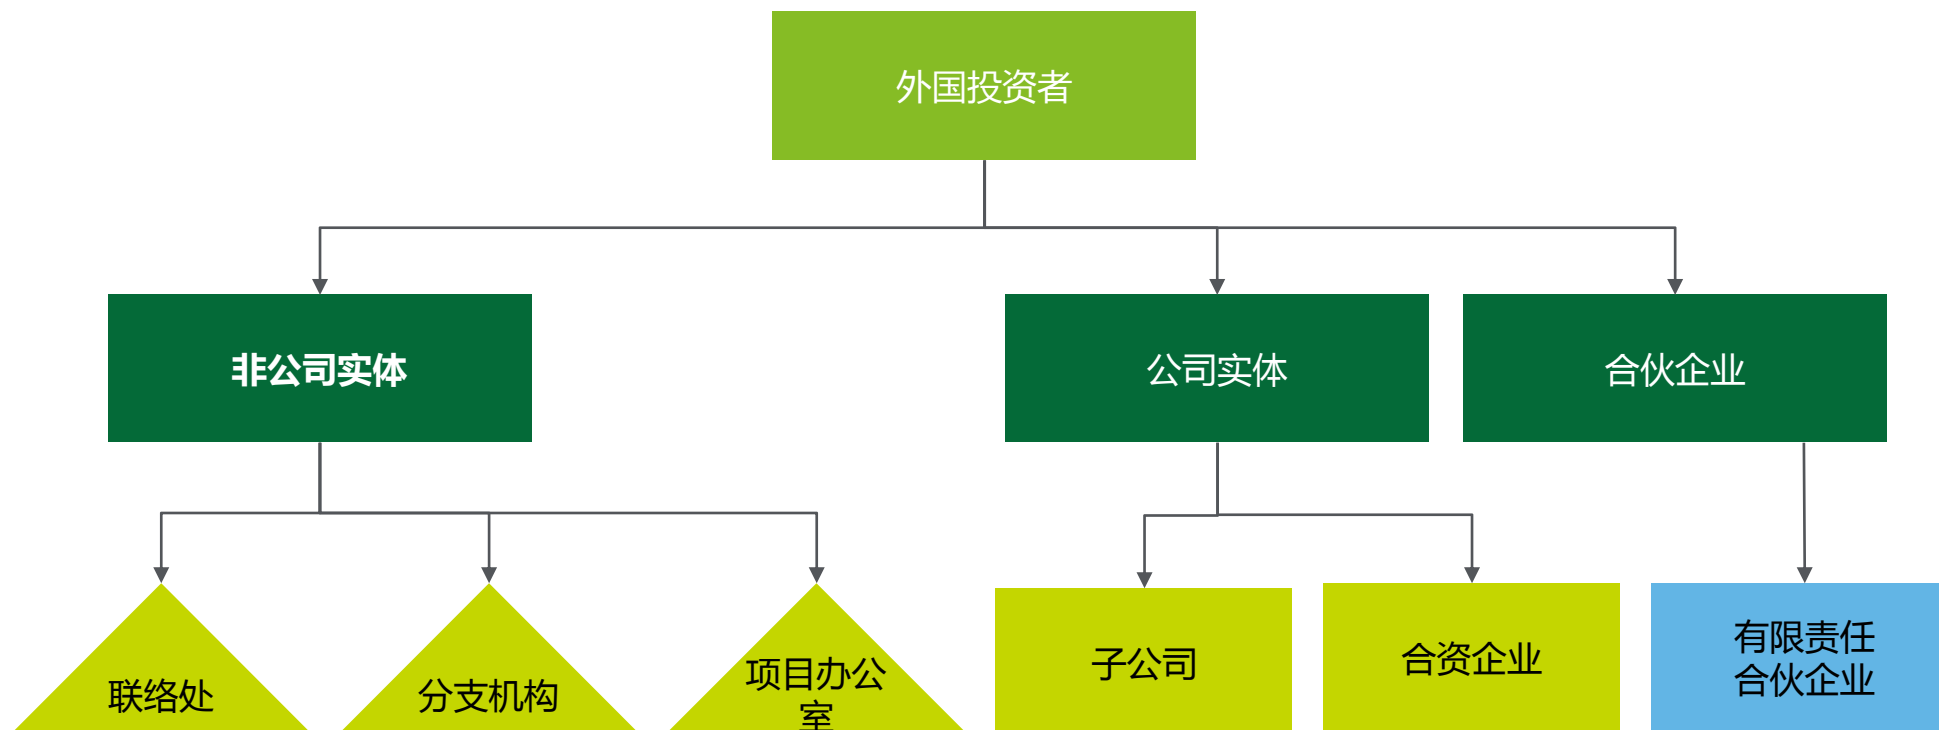 外国投资者
非公司实体
公司实体
合伙企业
联络处
分支机构
项目办公
室
子公司
合资企业
有限责任
合伙企业